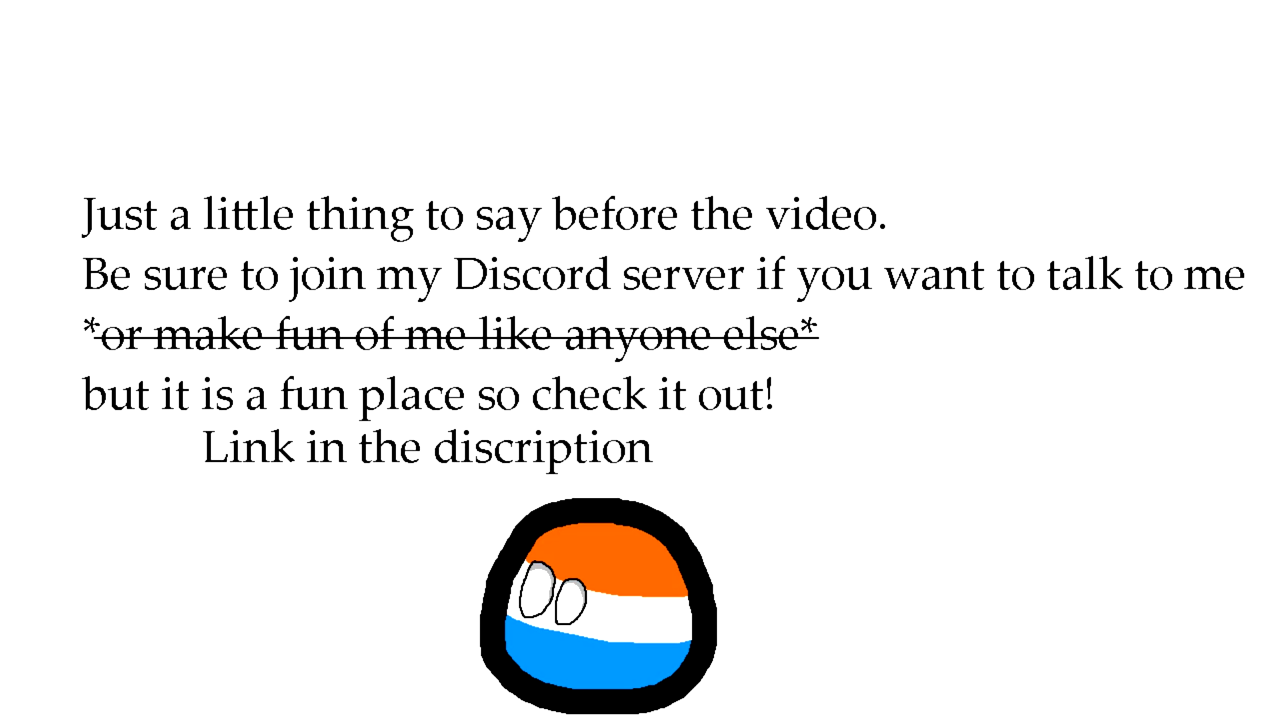 Just a little thing to say before the video.
Be sure to join my Discord server if you want to talk to me
*or make fun of me like anyone else*
but it is a fun place so check it out!
Link in the discription